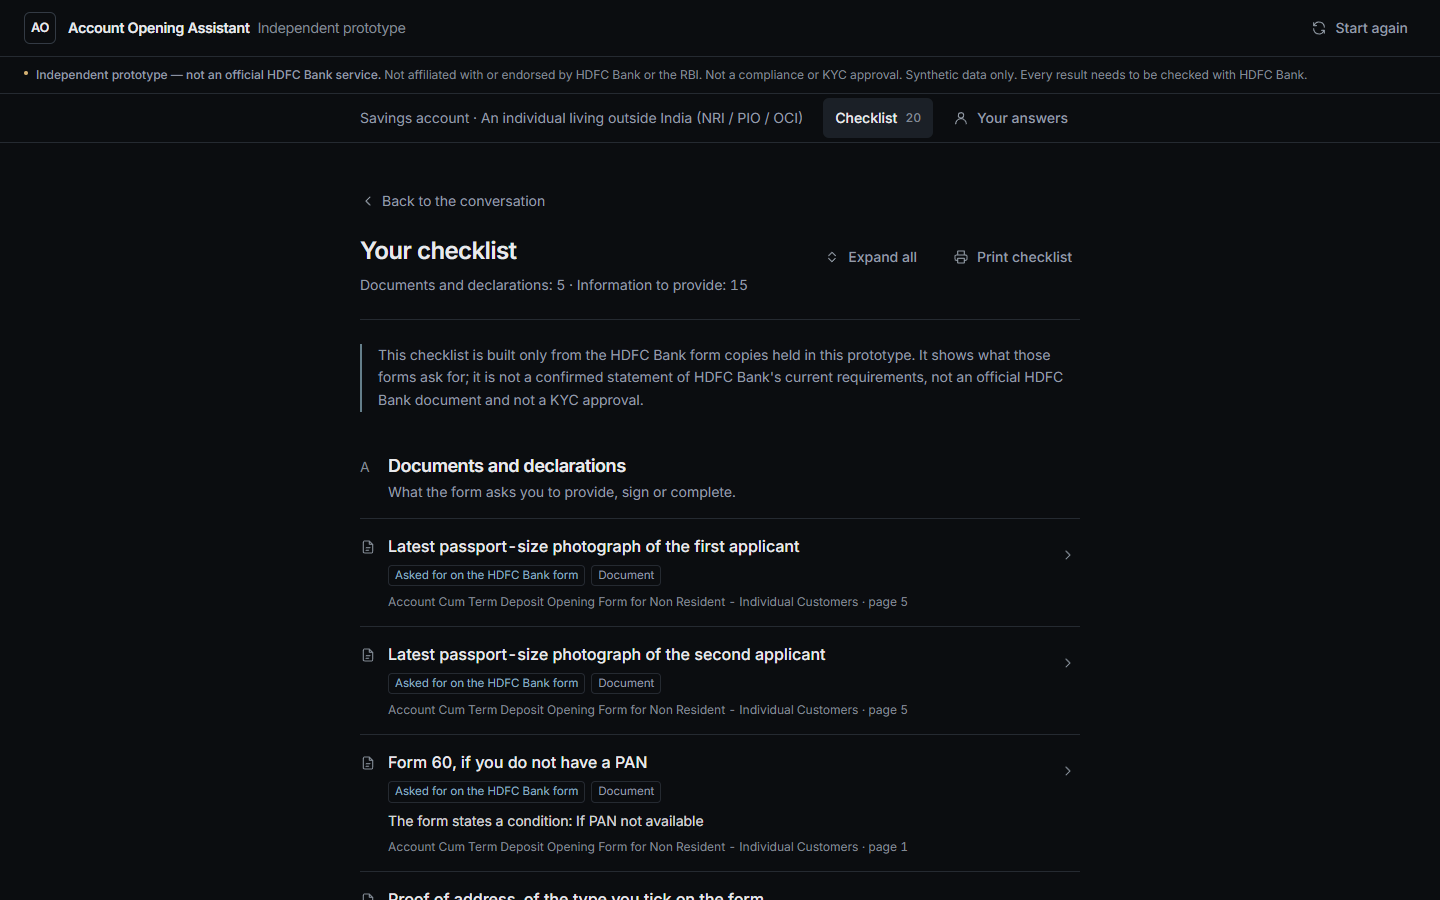 AO Account Opening Assistant Independent prototype Start again
Independent prototype — not an official HDFC Bank service. Not affiliated with or endorsed by HDFC Bank or the RBI. Not a compliance or KYC approval. Synthetic data only. Every result needs to be checked with HDFC Bank.
Savings account · An individual living outside India (NRI / PIO / OCI) Checklist 20 Your answers
Back to the conversation
Your checklist
Expand all Print checklist
Documents and declarations: 5 · Information to provide: 15
This checklist is built only from the HDFC Bank form copies held in this prototype. It shows what those
forms ask for; it is not a confirmed statement of HDFC Bank's current requirements, not an official HDFC
Bank document and not a KYC approval.
A Documents and declarations
What the form asks you to provide, sign or complete.
Latest passport-size photograph of the first applicant
Asked for on the HDFC Bank form Document
Account Cum Term Deposit Opening Form for Non Resident - Individual Customers · page 5
Latest passport-size photograph of the second applicant
Asked for on the HDFC Bank form Document
Account Cum Term Deposit Opening Form for Non Resident - Individual Customers · page 5
Form 60, if you do not have a PAN
Asked for on the HDFC Bank form Document
The form states a condition: If PAN not available
Account Cum Term Deposit Opening Form for Non Resident - Individual Customers · page 1
Proof of address, of the type you tick on the form